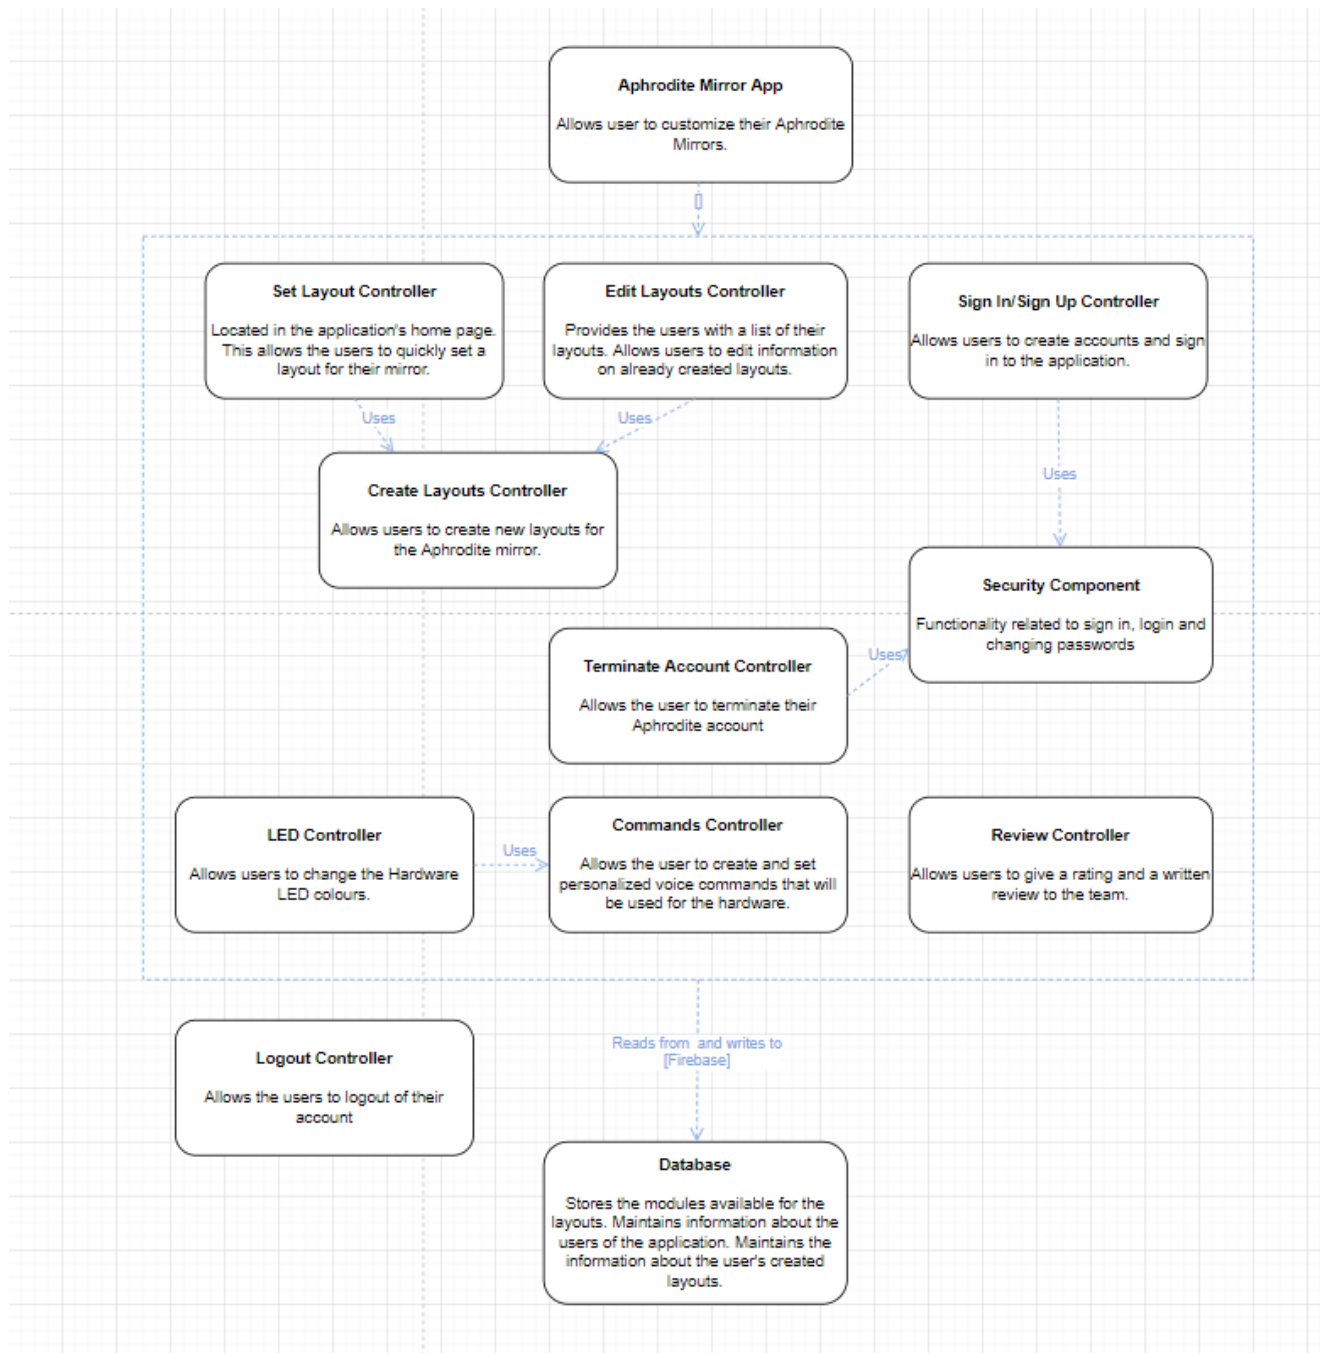 Aphrodite Mirror App
Allows user to customize their Aphrodite
Mirrors.
[]
Set Layout Controller
Located in the application's home page.
This allows the users to quickly set a
layout for their mirror.
Edit Layouts Controller
Provides the users with a list of their
layouts. Allows users to edit information
on already created layouts.
Sign In/Sign Up Controller
Allows users to create accounts and sign
in to the application.
Uses
Uses
Create Layouts Controller
Allows users to create new layouts for
the Aphrodite mirror.
Uses
Security Component
Functionality related to sign in, login and
changing passwords
Terminate Account Controller
Allows the user to terminate their
Aphrodite account
Uses
LED Controller
Allows users to change the Hardware
LED colours.
Uses
Commands Controller
Allows the user to create and set
personalized voice commands that will
be used for the hardware.
Review Controller
Allows users to give a rating and a written
review to the team.
Logout Controller
Allows the users to logout of their
account
Reads from  and writes to
[Firebase]
Database
Stores the modules available for the
layouts. Maintains information about the
users of the application. Maintains the
information about the user's created
layouts.